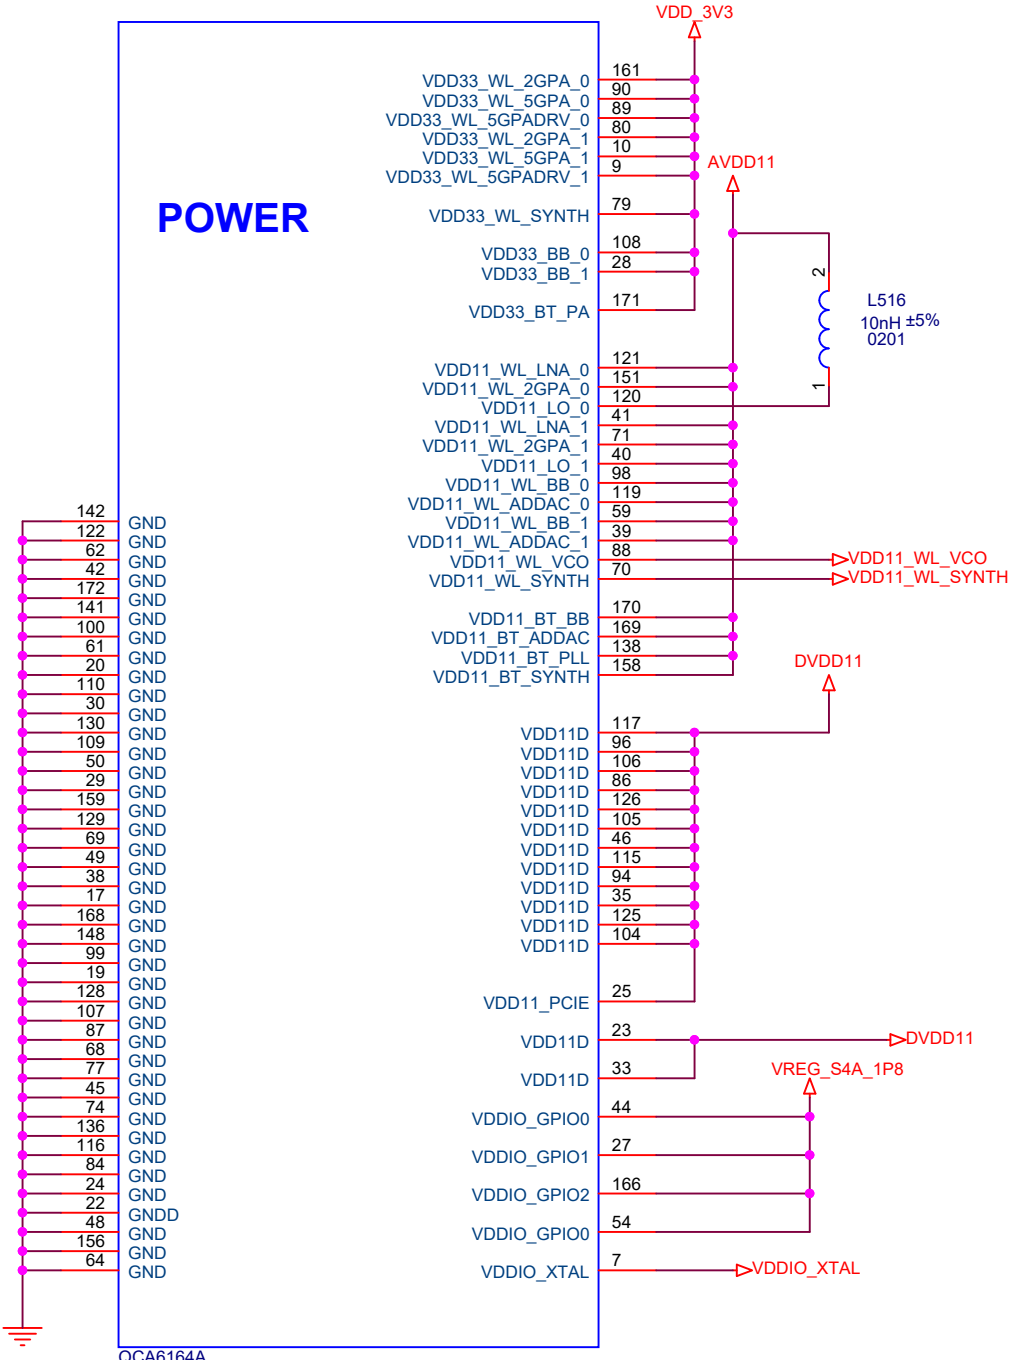 VDD_3V3
VDD33_WL_2GPA_0 161
VDD33_WL_5GPA_0 90
VDD33_WL_5GPADRV_0 89
VDD33_WL_2GPA_1 80
VDD33_WL_5GPA_1 10
VDD33_WL_5GPADRV_1 9
AVDD11
POWER
VDD33_WL_SYNTH 79
VDD33_BB_0 108
VDD33_BB_1 28
VDD33_BT_PA 171
2
L516
10nH ±5%
0201
1
VDD11_WL_LNA_0 121
VDD11_WL_2GPA_0 151
VDD11_LO_0 120
VDD11_WL_LNA_1 41
VDD11_WL_2GPA_1 71
VDD11_LO_1 40
VDD11_WL_BB_0 98
VDD11_WL_ADDAC_0 119
VDD11_WL_BB_1 59
VDD11_WL_ADDAC_1 39
VDD11_WL_VCO 88 VDD11_WL_VCO
VDD11_WL_SYNTH 70 VDD11_WL_SYNTH
VDD11_BT_BB 170
VDD11_BT_ADDAC 169
VDD11_BT_PLL 138
VDD11_BT_SYNTH 158
DVDD11
VDD11D 117
VDD11D 96
VDD11D 106
VDD11D 86
VDD11D 126
VDD11D 105
VDD11D 46
VDD11D 115
VDD11D 94
VDD11D 35
VDD11D 125
VDD11D 104
VDD11_PCIE 25
VDD11D 23 DVDD11
VDD11D 33
VREG_S4A_1P8
VDDIO_GPIO0 44
VDDIO_GPIO1 27
VDDIO_GPIO2 166
VDDIO_GPIO0 54
VDDIO_XTAL 7 VDDIO_XTAL
142 GND
122 GND
62 GND
42 GND
172 GND
141 GND
100 GND
61 GND
20 GND
110 GND
30 GND
130 GND
109 GND
50 GND
29 GND
159 GND
129 GND
69 GND
49 GND
38 GND
17 GND
168 GND
148 GND
99 GND
19 GND
128 GND
107 GND
87 GND
68 GND
77 GND
45 GND
74 GND
136 GND
116 GND
84 GND
24 GND
22 GNDD
48 GND
156 GND
64 GND
QCA6164A